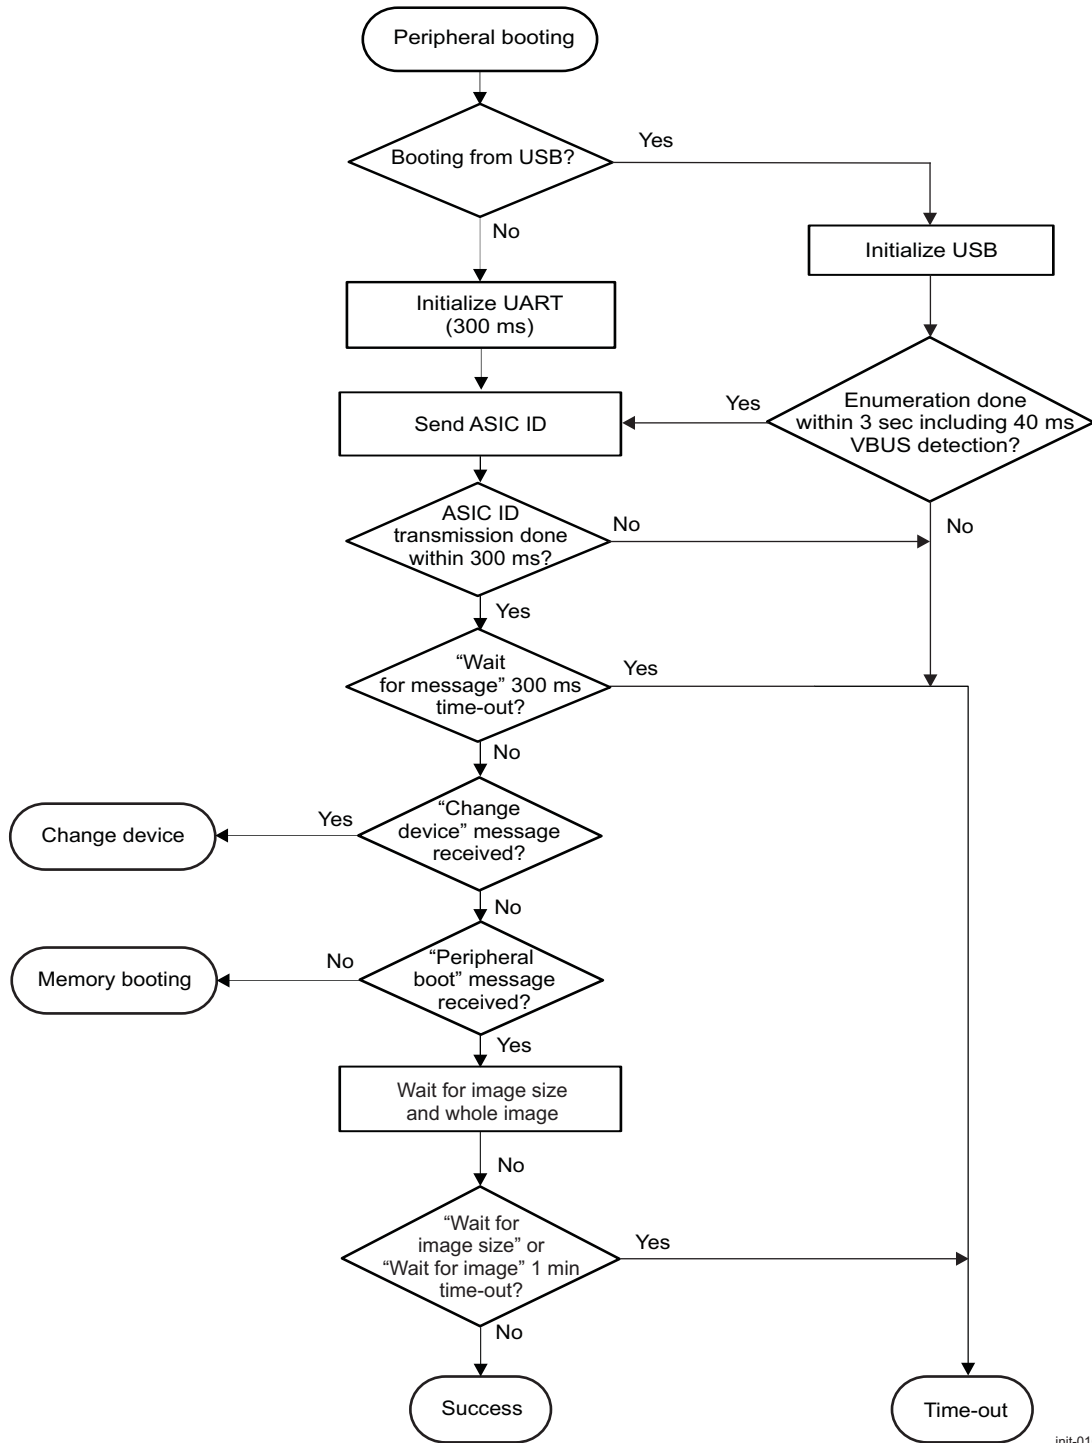 Peripheral booting
Yes
Booting from USB?
No
Initialize USB
Initialize UART
(300 ms)
Enumeration done
within 3 sec including 40 ms
VBUS detection?
Yes
Send ASIC ID
No
ASIC ID
transmission done
within 300 ms?
No
Yes
“Wait
for message” 300 ms
time-out?
Yes
No
“Change
device” message
received?
Yes
Change device
No
“Peripheral
boot” message
received?
No
Memory booting
Yes
Wait for image size
and whole image
No
“Wait for
image size” or
“Wait for image” 1 min
time-out?
Yes
No
Success
Time-out
init-01